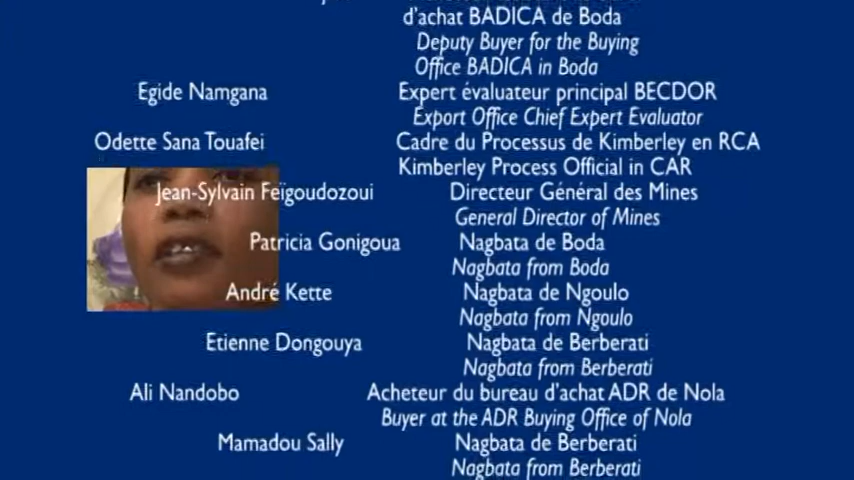 d'achat BADICA de Boda
Deputy Buyer for the Buying
Office BADICA in Boda
Egide Namgana Expert évaluateur principal BECDOR
Export Office Chief Expert Evaluator
Odette Sana Touafei Cadre du Processus de Kimberley en RCA
Kimberley Process Official in CAR
Jean-Sylvain Feïgoudozoui Directeur Général des Mines
General Director of Mines
Patricia Gonigoua Nagbata de Boda
Nagbata from Boda
André Kette Nagbata de Ngoulo
Nagbata from Ngoulo
Etienne Dongouya Nagbata de Berberati
Nagbata from Berberati
Ali Nandobo Acheteur du bureau d'achat ADR de Nola
Buyer at the ADR Buying Office of Nola
Mamadou Sally Nagbata de Berberati
Nagbata from Berberati